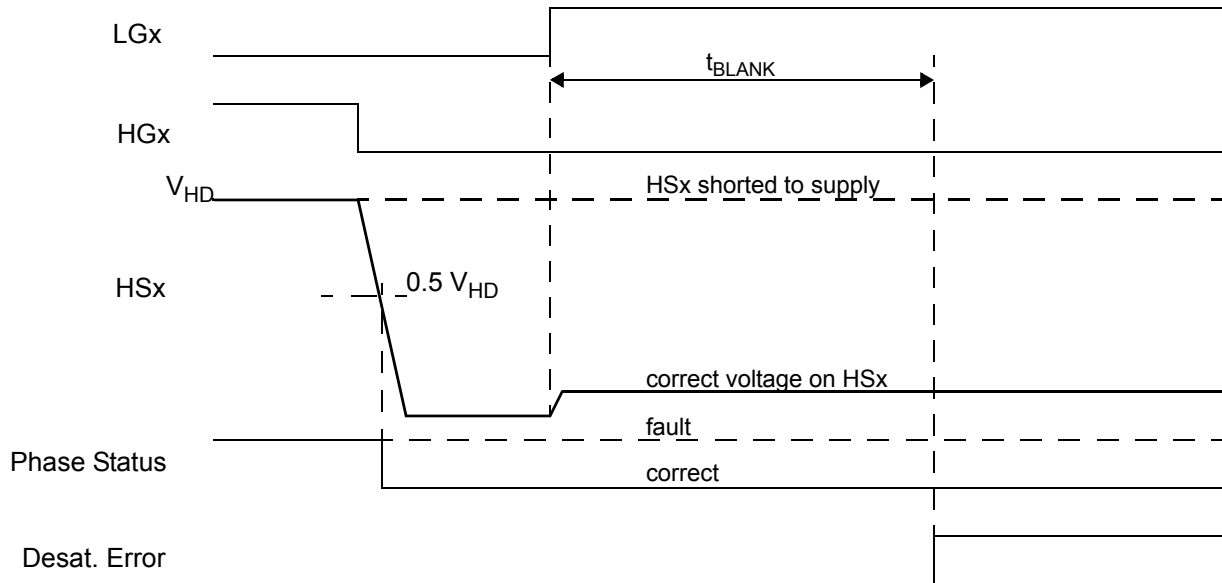 LGx
tBLANK
HGx
VHD
HSx shorted to supply
HSx
0.5 VHD
correct voltage on HSx
fault
Phase Status
correct
Desat. Error